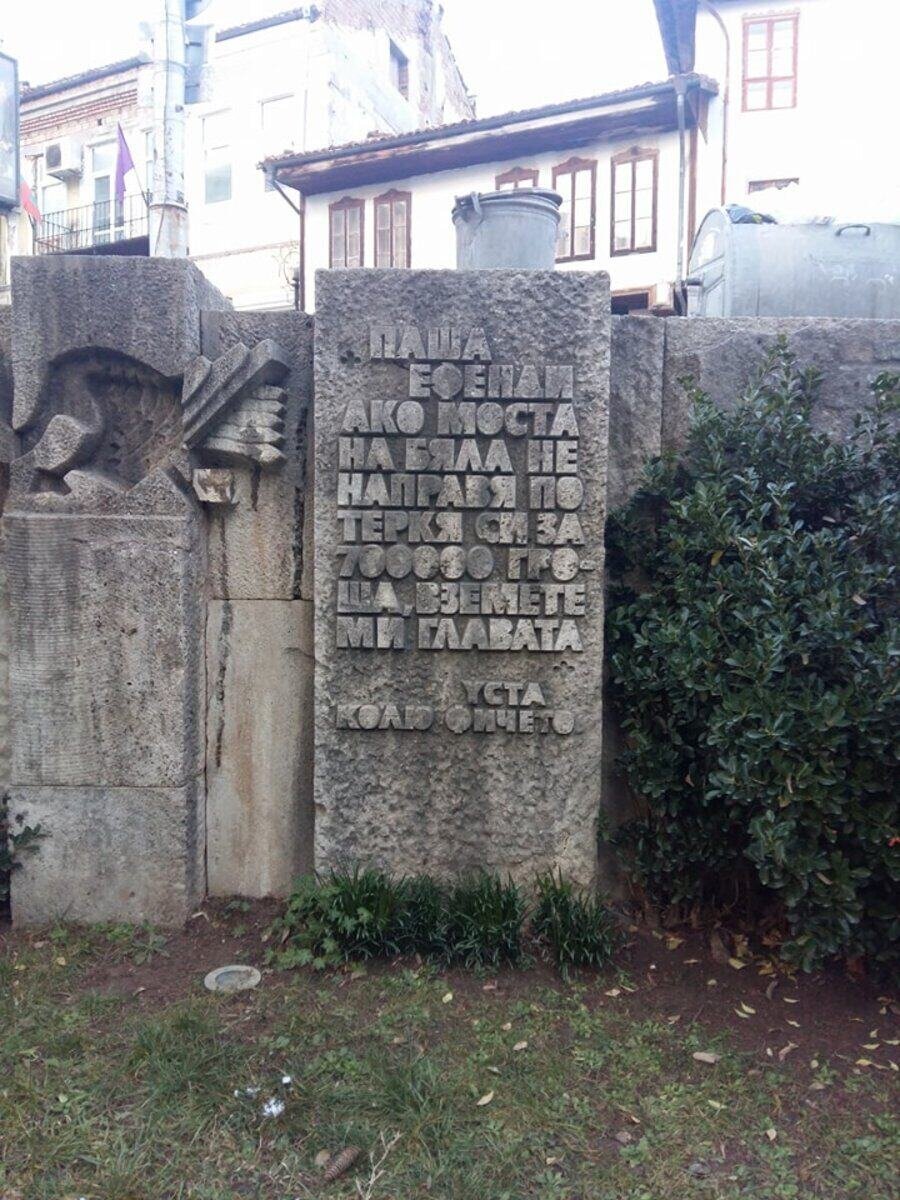 ПАША
ЕФЕНДИ
АКО МОСТА
НА БЯЛА НЕ
НАПРАВЯ ПО
ТЕРКЯ СИ ЗА
700000 ГРО-
ША, ВЗЕМЕТЕ
МИ ГЛАВАТА
УСТА
КОЛЮ ФИЧЕТО